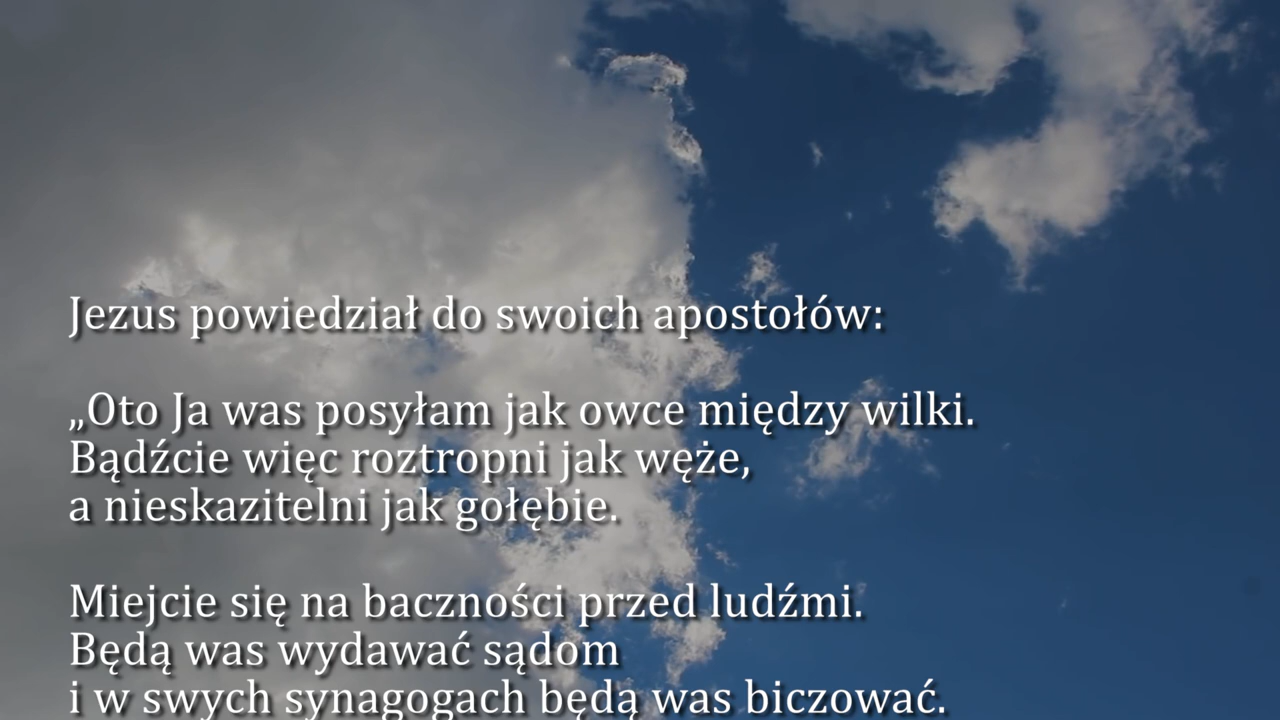 Jezus powiedział do swoich apostołów:
„Oto Ja was posyłam jak owce między wilki.
Bądźcie więc roztropni jak węże,
a nieskazitelni jak gołębie.
Miejcie się na baczności przed ludźmi.
Będą was wydawać sądom
i w swych synagogach będą was biczować.